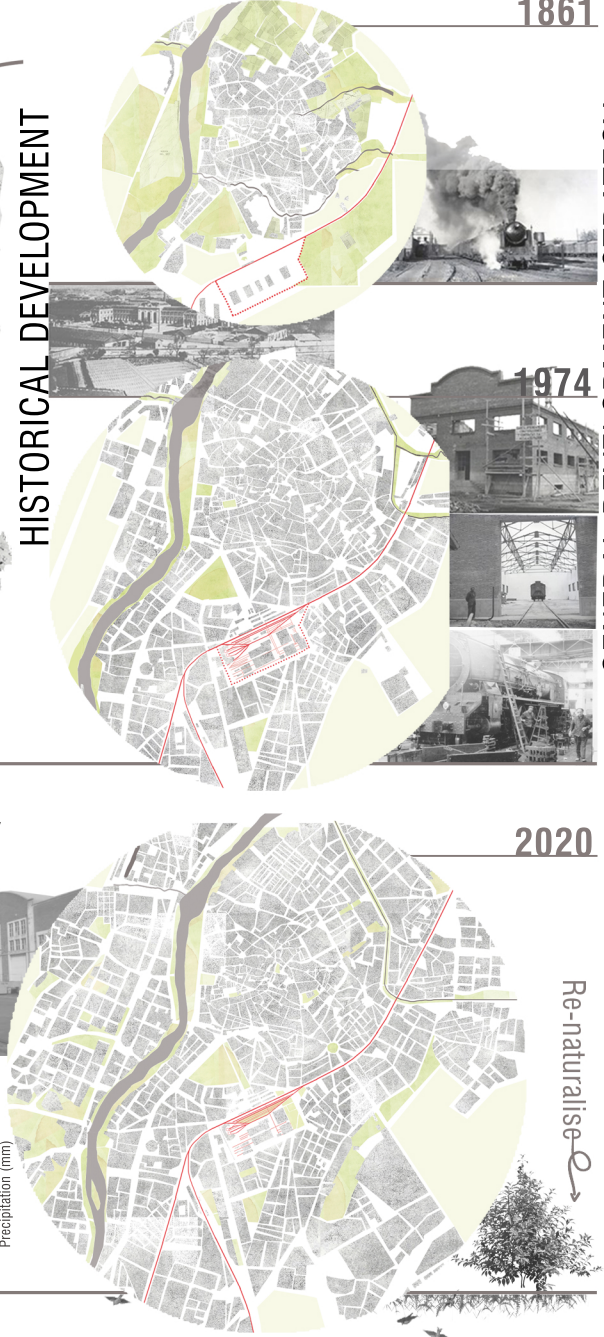 1861
HISTORICAL DEVELOPMENT
1974
2020
Re-naturalise
Precipitation (mm)